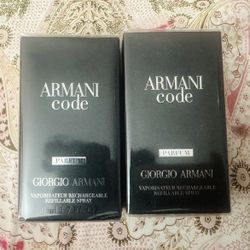 ARMANI
code
PARFUM
GIORGIO ARMANI
VAPORISATEUR RECHARGEABLE
REFILLABLE SPRAY
ARMANI
code
PARFUM
GIORGIO ARMANI
VAPORISATEUR RECHARGEABLE
REFILLABLE SPRAY